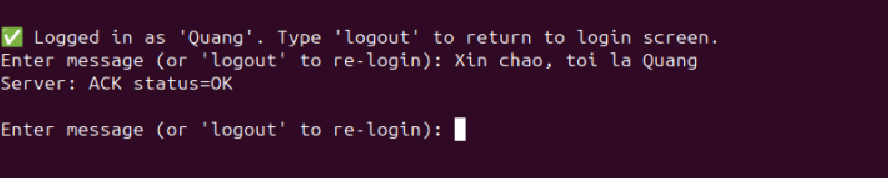 ✅ Logged in as 'Quang'. Type 'logout' to return to login screen.
Enter message (or 'logout' to re-login): Xin chao, toi la Quang
Server: ACK status=OK
Enter message (or 'logout' to re-login):